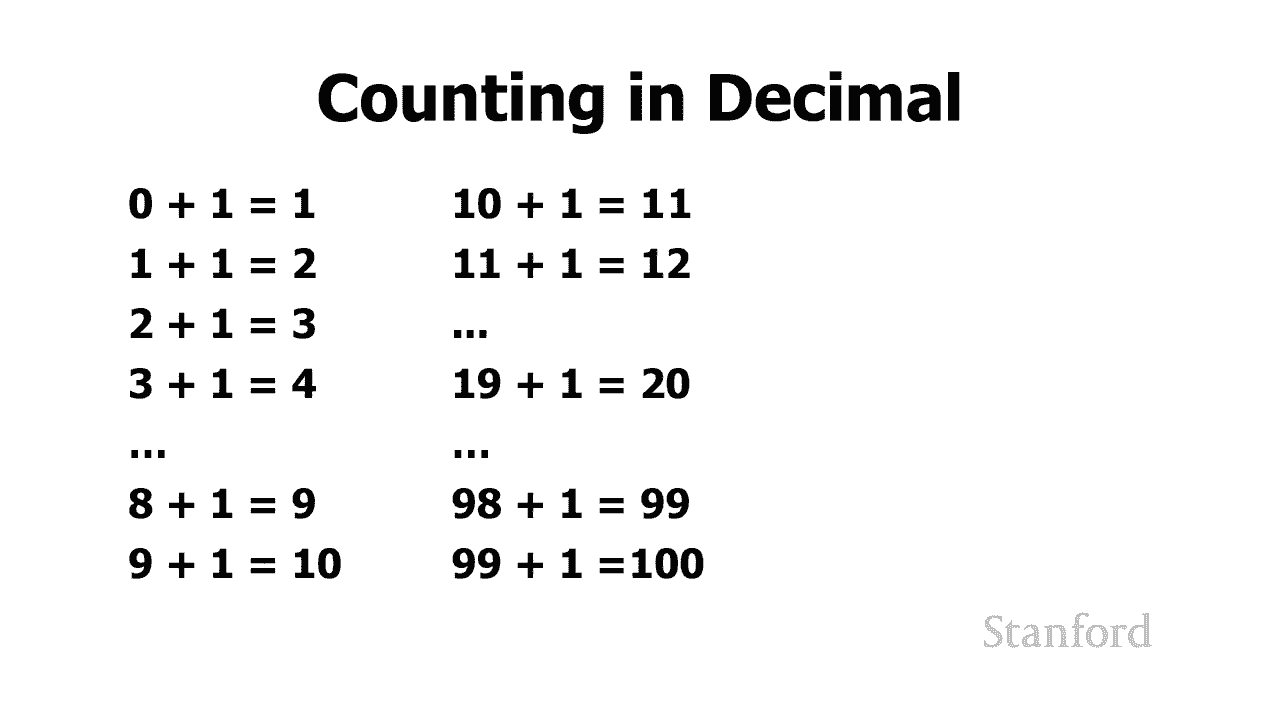 Counting in Decimal
0 + 1 = 1
1 + 1 = 2
2 + 1 = 3
3 + 1 = 4
...
8 + 1 = 9
9 + 1 = 10
10 + 1 = 11
11 + 1 = 12
...
19 + 1 = 20
...
98 + 1 = 99
99 + 1 =100
Stanford